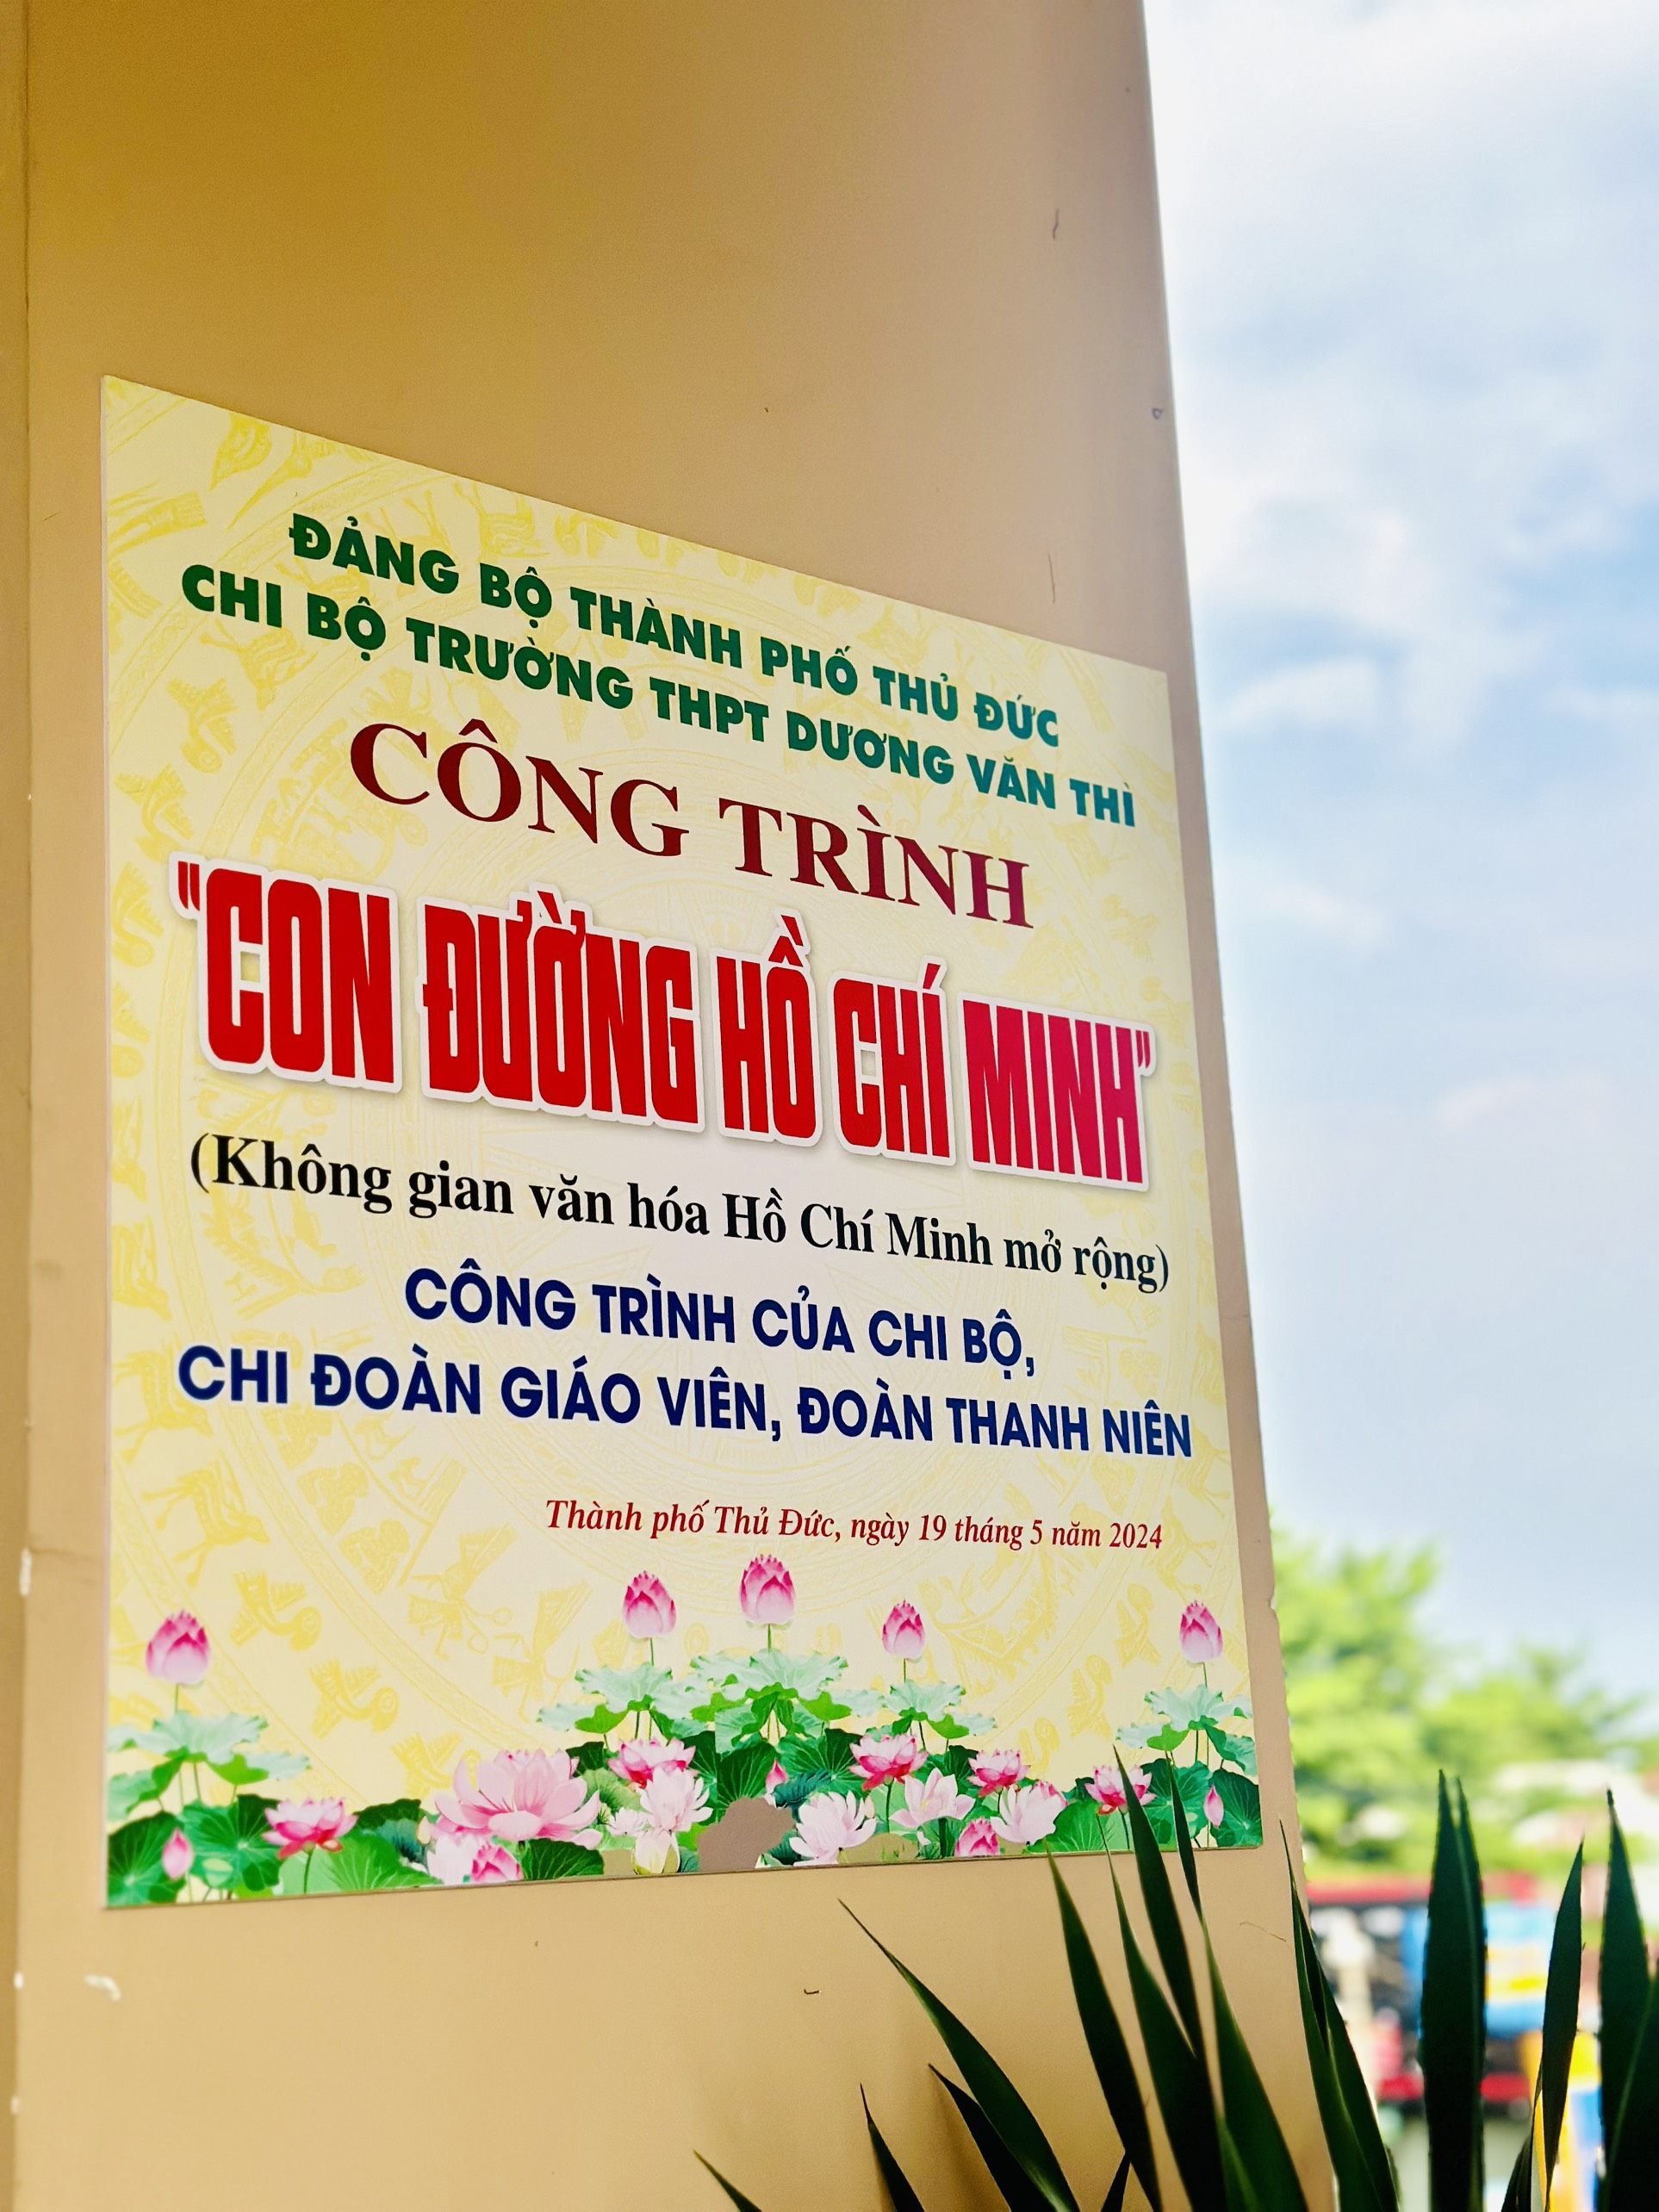 ĐẢNG BỘ THÀNH PHỐ THỦ ĐỨC
CHI BỘ TRƯỜNG THPT DƯƠNG VĂN THÌ
CÔNG TRÌNH
"CON ĐƯỜNG HỒ CHÍ MINH"
(Không gian văn hóa Hồ Chí Minh mở rộng)
CÔNG TRÌNH CỦA CHI BỘ,
CHI ĐOÀN GIÁO VIÊN, ĐOÀN THANH NIÊN
Thành phố Thủ Đức, ngày 19 tháng 5 năm 2024